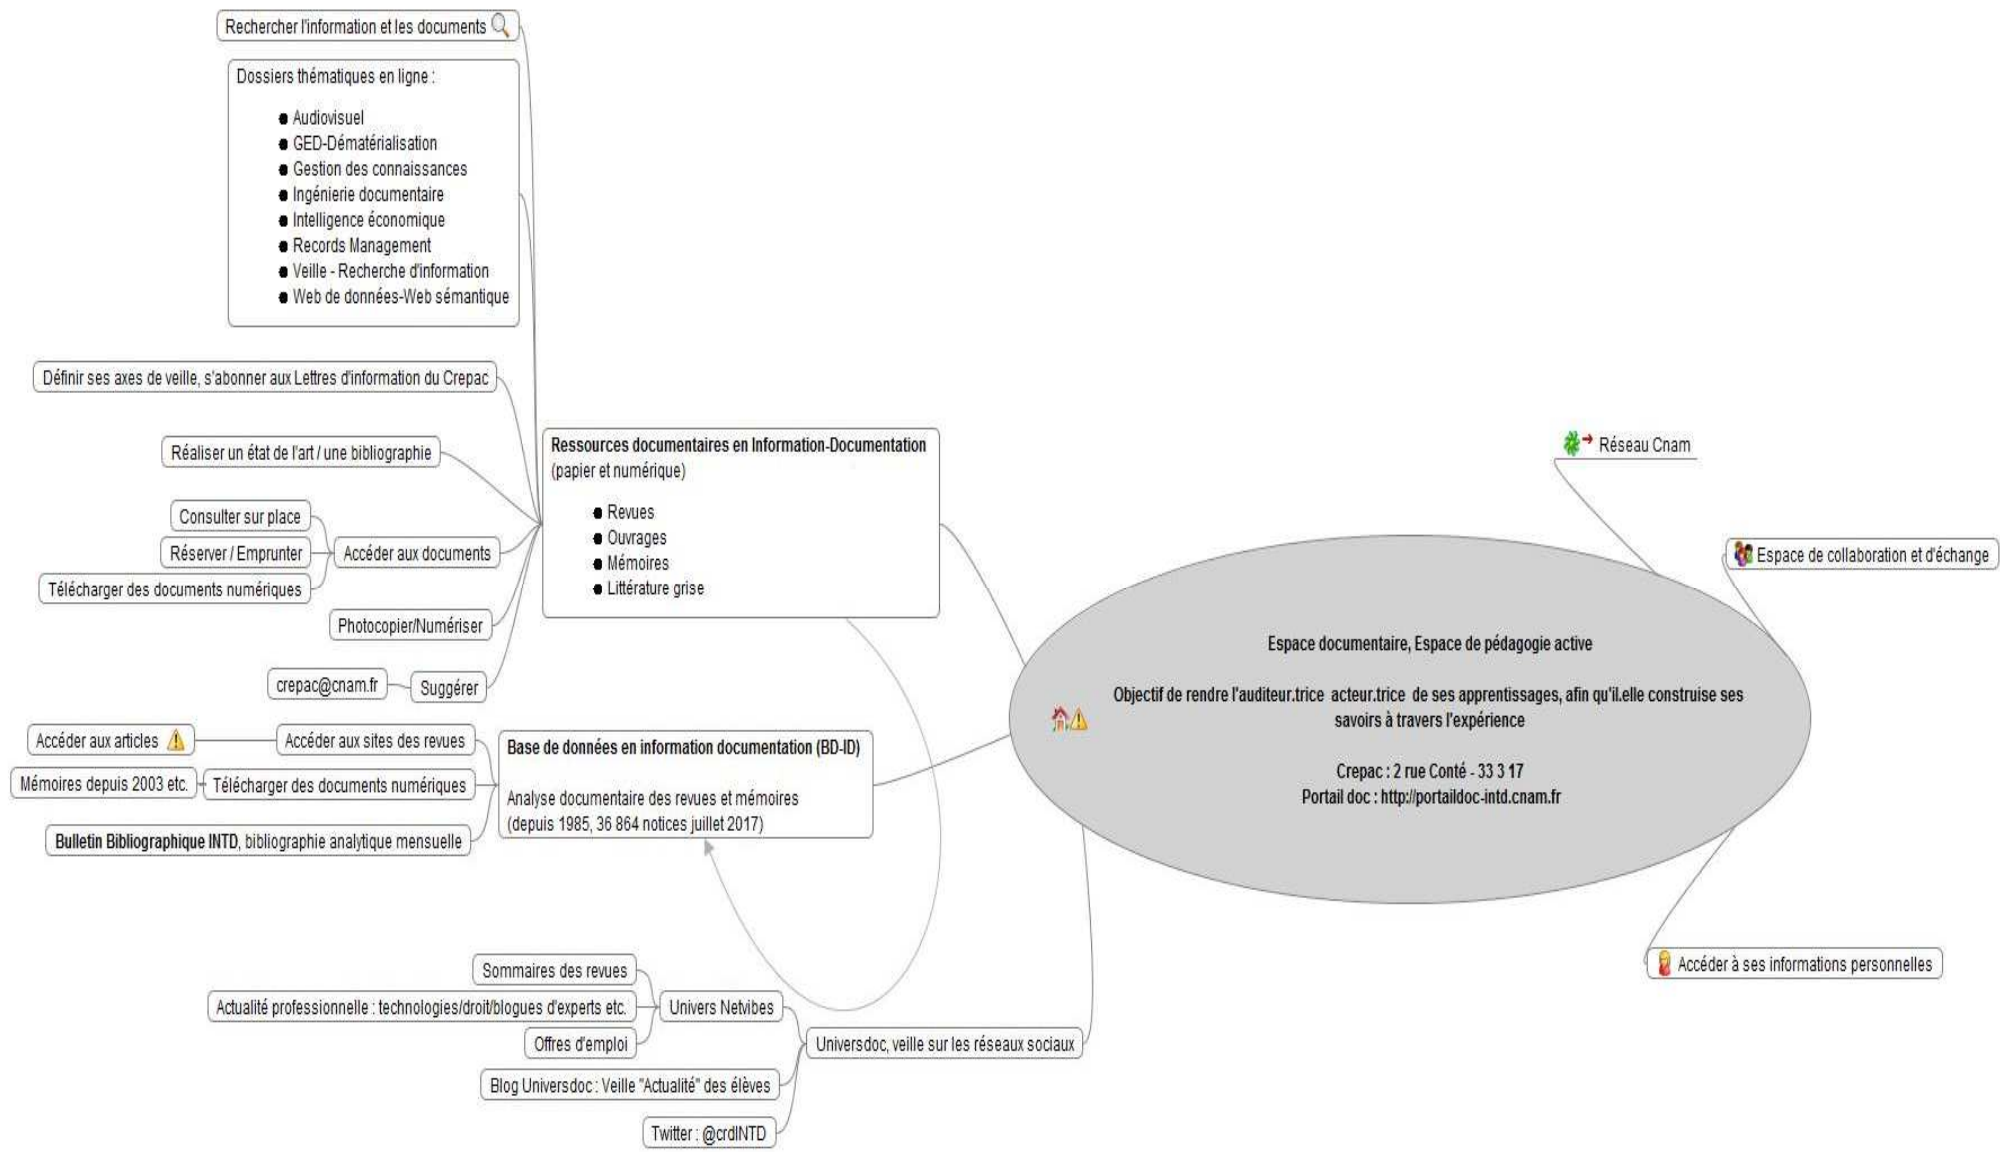 Rechercher l'information et les documents
Dossiers thématiques en ligne :
● Audiovisuel
● GED-Dématérialisation
● Gestion des connaissances
● Ingénierie documentaire
● Intelligence économique
● Records Management
● Veille - Recherche d'information
● Web de données-Web sémantique
Définir ses axes de veille, s'abonner aux Lettres d'information du Crepac
Réaliser un état de l'art / une bibliographie
Consulter sur place
Réserver / Emprunter
Télécharger des documents numériques
Accéder aux documents
Photocopier/Numériser
crepac@cnam.fr
Suggérer
Ressources documentaires en Information-Documentation
(papier et numérique)
● Revues
● Ouvrages
● Mémoires
● Littérature grise
Accéder aux articles
Accéder aux sites des revues
Mémoires depuis 2003 etc.
Télécharger des documents numériques
Bulletin Bibliographique INTD, bibliographie analytique mensuelle
Base de données en information documentation (BD-ID)
Analyse documentaire des revues et mémoires
(depuis 1985, 36 864 notices juillet 2017)
Sommaires des revues
Actualité professionnelle : technologies/droit/blogues d'experts etc.
Offres d'emploi
Univers Netvibes
Blog Universdoc : Veille "Actualité" des élèves
Twitter : @crdINTD
Universdoc, veille sur les réseaux sociaux
Espace documentaire, Espace de pédagogie active
Objectif de rendre l'auditeur.trice acteur.trice de ses apprentissages, afin qu'il.elle construise ses
savoirs à travers l'expérience
Crepac : 2 rue Conté - 33 3 17
Portail doc : http://portaildoc-intd.cnam.fr
Réseau Cnam
Espace de collaboration et d'échange
Accéder à ses informations personnelles